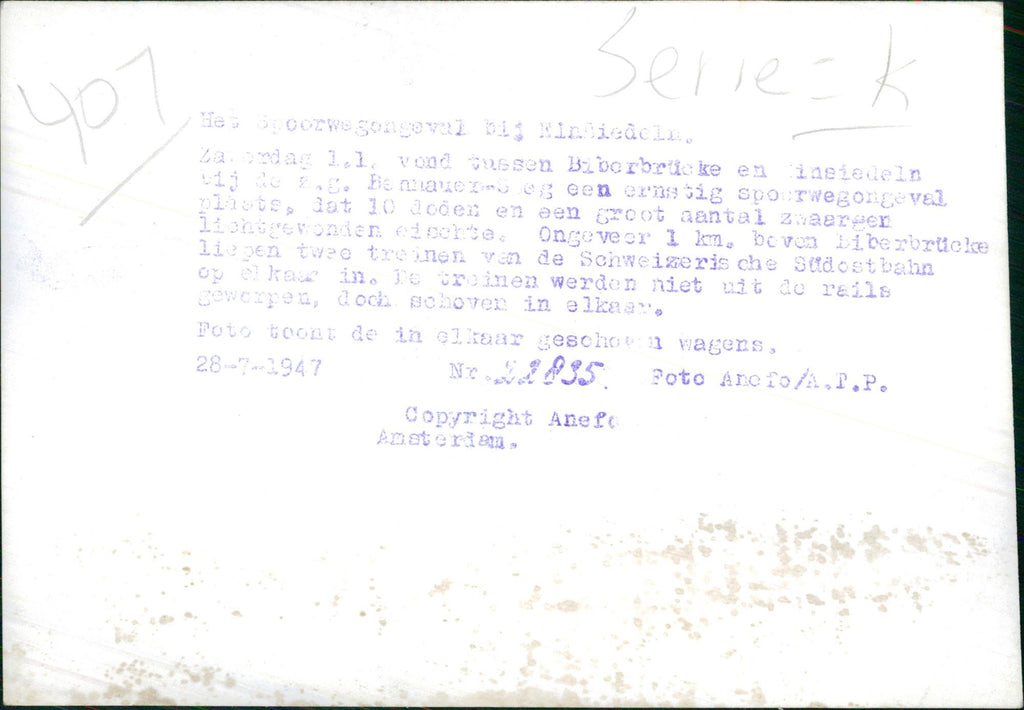 Serie = K
407
Het Spoorwegongeval bij Einsiedeln.
Zaterdag l.l. vond tussen Biberbrücke en Einsiedeln
bij de z.g. Bennauer-Steg een ernstig spoorwegongeval
plaats, dat 10 doden en een groot aantal zwaargen
lichtgewonden eischte. Ongeveer 1 km. boven Biberbrücke
liepen twee treinen van de Schweizerische Südostbahn
op elkaar in. De treinen werden niet uit de rails
geworpen, doch schoven in elkaar.
Foto toont de in elkaar geschoven wagens.
28-7-1947 Nr. 22835. Foto Anefo/A.T.P.
Copyright Anefo
Amsterdam.